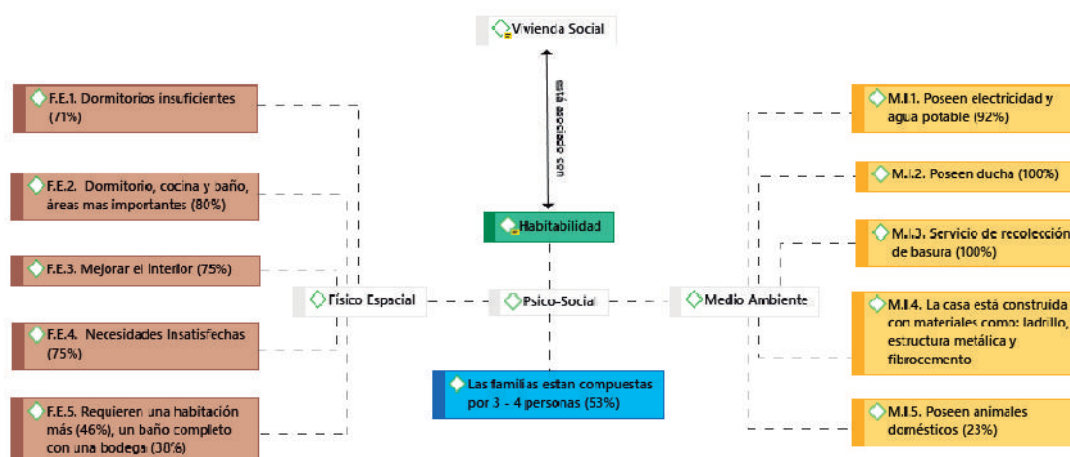 Vivienda Social
está asociado con
Habitabilidad
F.E.1. Dormitorios insuficientes
(71%)
F.E.2. Dormitorio, cocina y baño,
áreas mas importantes (80%)
F.E.3. Mejorar el Interior (75%)
F.E.4. Necesidades Insatisfechas
(75%)
F.E.5. Requieren una habitación
más (46%), un baño completo
con una bodega (38%)
Físico Espacial
Psico-Social
Medio Ambiente
Las familias estan compuestas
por 3 - 4 personas (53%)
M.I.1. Poseen electricidad y
agua potable (92%)
M.I.2. Poseen ducha (100%)
M.I.3. Servicio de recolección
de basura (100%)
M.I.4. La casa está construida
con materiales como: ladrillo,
estructura metálica y
fibrocemento
M.I.5. Poseen animales
domésticos (23%)